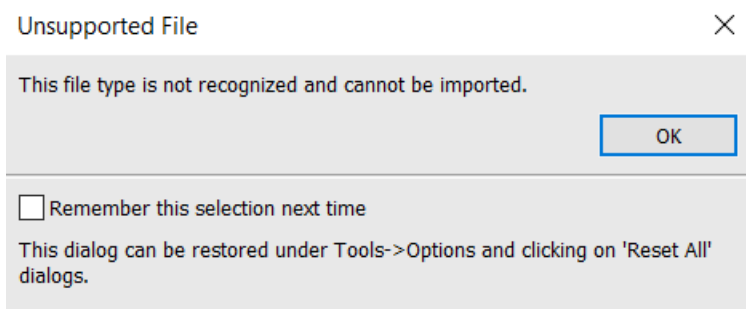 Unsupported File
This file type is not recognized and cannot be imported.
OK
Remember this selection next time
This dialog can be restored under Tools->Options and clicking on 'Reset All'
dialogs.